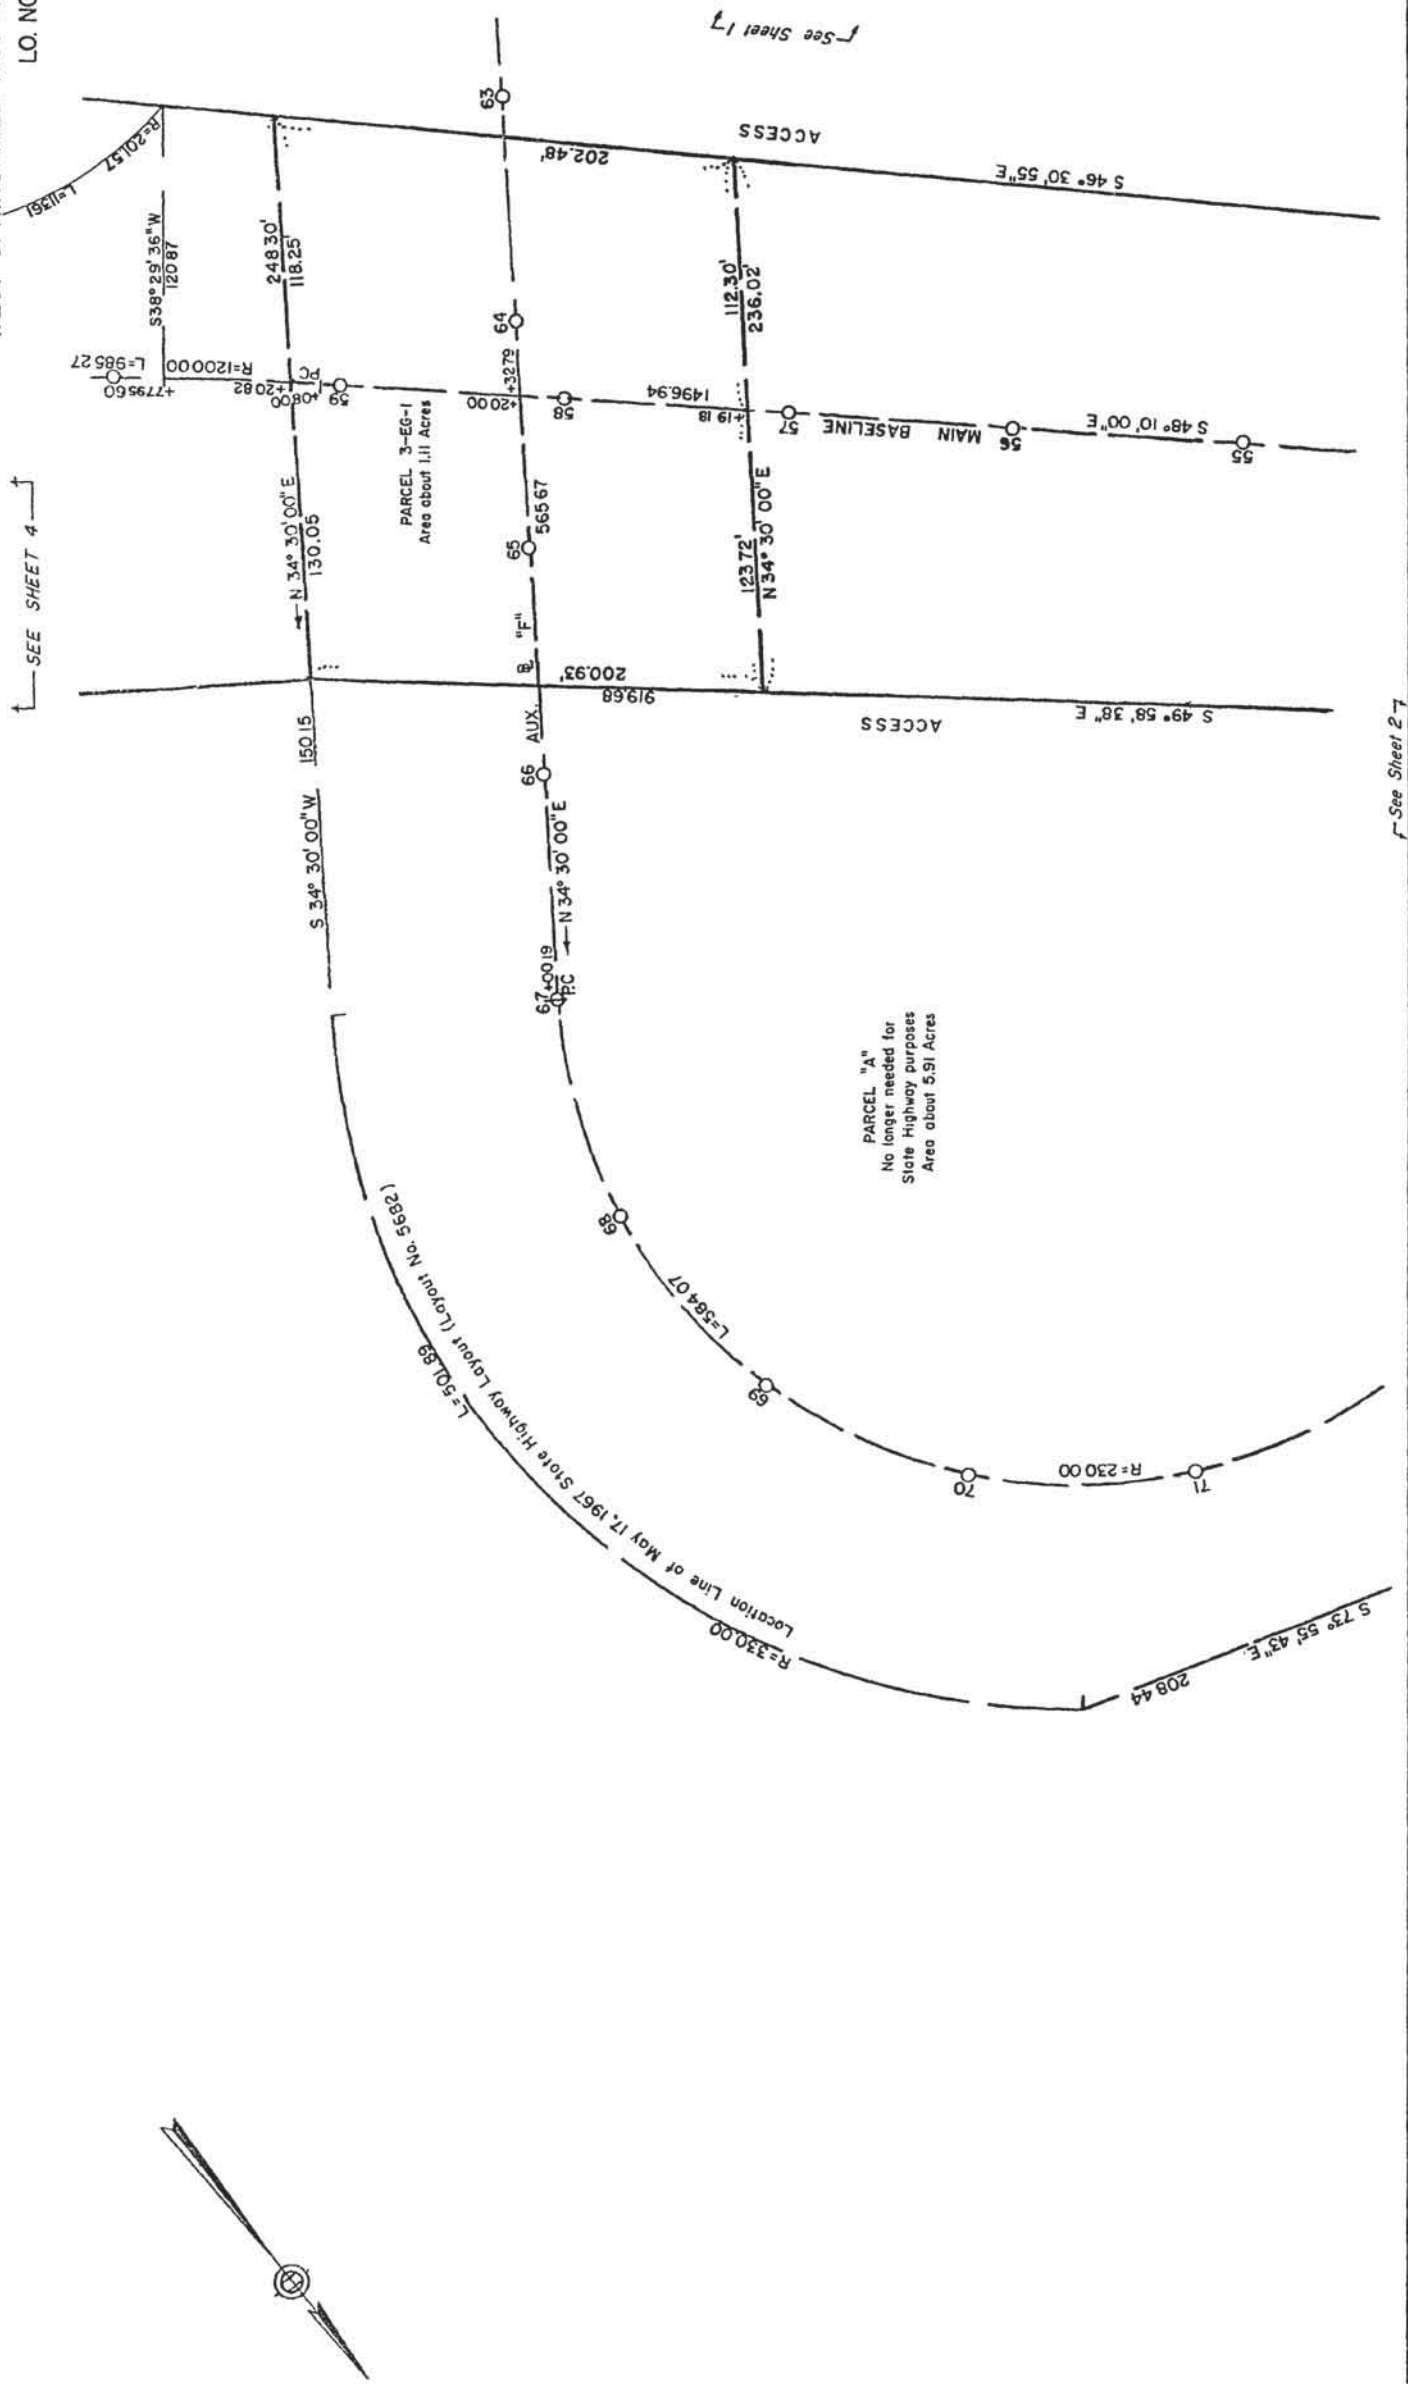 LO. NO
SEE SHEET 4
See Sheet 1
L=113.61
R=201.57
S38° 29' 36" W
120 87
L=985 27
+7795 60
R=1200 00
248 30'
118.25'
+20 82
+08 00
PC
59
N 34° 30' 00" E
130.05
PARCEL 3-EG-1
Area about 1.11 Acres
63
202.48'
ACCESS
S 46° 30' 55" E
64
+32 79
+20 00
58
1496.94
+19 18
57
112.30'
236.02'
MAIN BASELINE
56
S 48° 10' 00" E
55
65
565 67
123 72'
N 34° 30' 00" E
AUX. B "F"
200.93'
919.68
ACCESS
S 49° 58' 38" E
150 15
S 34° 30' 00" W
66
N 34° 30' 00" E
67+00 19
P.C
68
L=584 07
69
70
R=230 00
71
PARCEL "A"
No longer needed for
State Highway purposes
Area about 5.91 Acres
L=501.89
Location Line of May 17, 1967 State Highway Layout (Layout No. 5682)
R=330.00
208 44
S 73° 55' 43" E
See Sheet 2